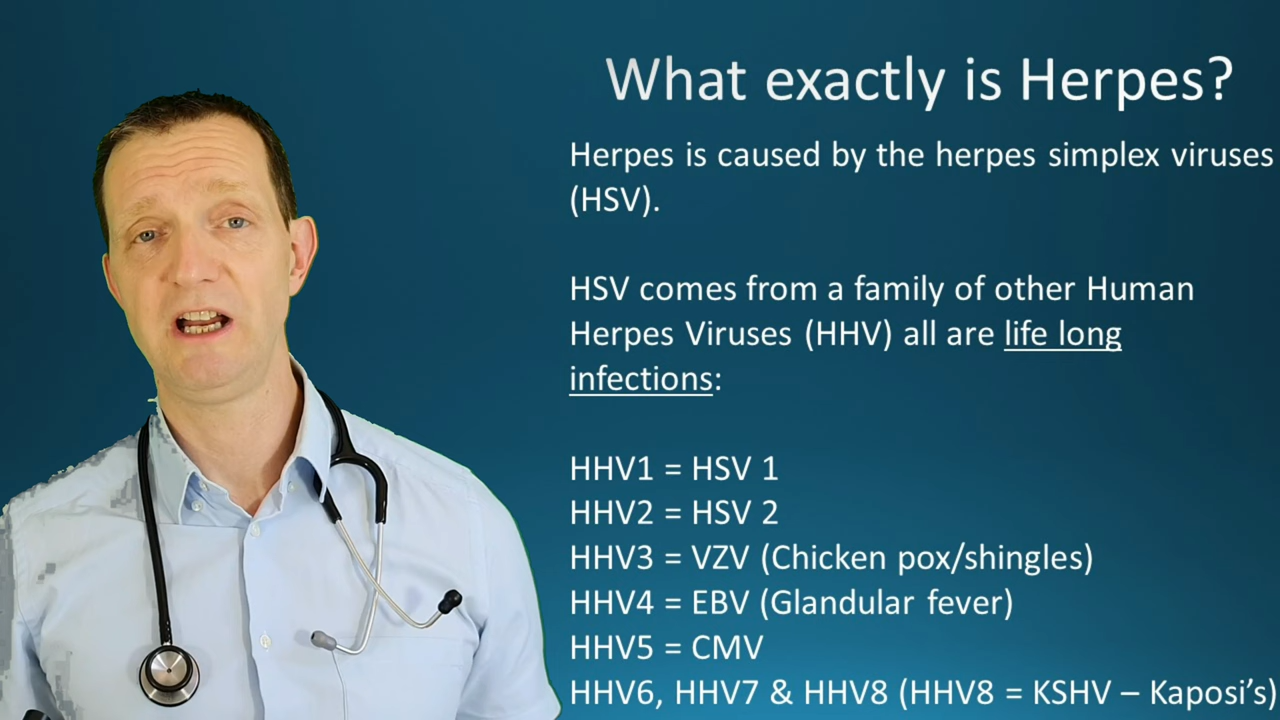 What exactly is Herpes?
Herpes is caused by the herpes simplex viruses
(HSV).
HSV comes from a family of other Human
Herpes Viruses (HHV) all are life long
infections:
HHV1 = HSV 1
HHV2 = HSV 2
HHV3 = VZV (Chicken pox/shingles)
HHV4 = EBV (Glandular fever)
HHV5 = CMV
HHV6, HHV7 & HHV8 (HHV8 = KSHV – Kaposi’s)